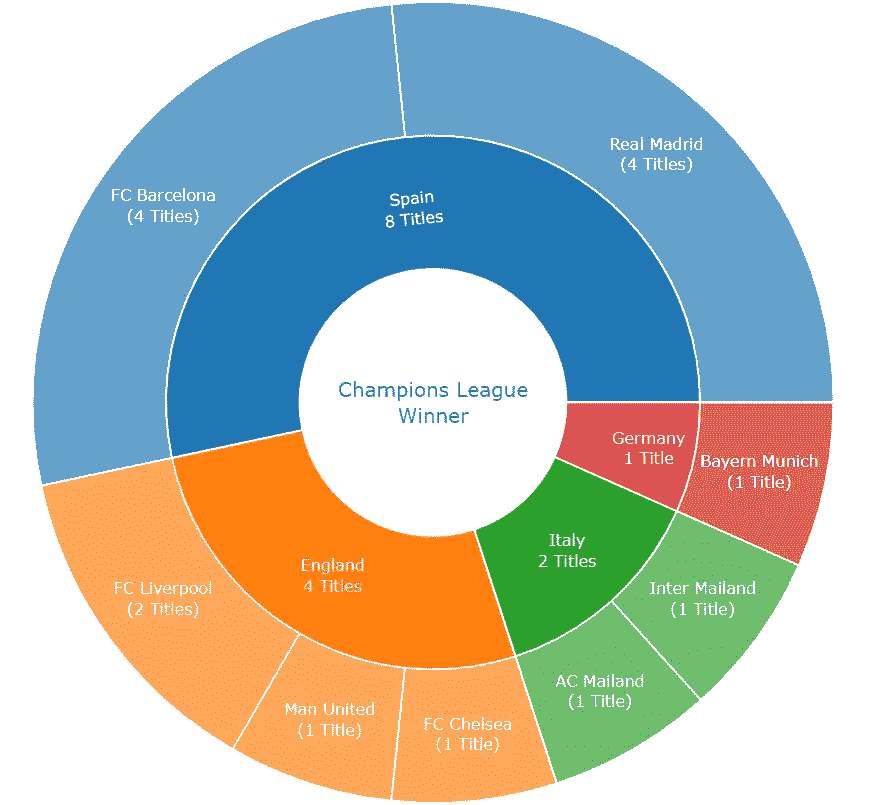 Champions League
Winner
Spain
8 Titles
Real Madrid
(4 Titles)
FC Barcelona
(4 Titles)
England
4 Titles
FC Liverpool
(2 Titles)
Man United
(1 Title)
FC Chelsea
(1 Title)
Italy
2 Titles
AC Mailand
(1 Title)
Inter Mailand
(1 Title)
Germany
1 Title
Bayern Munich
(1 Title)